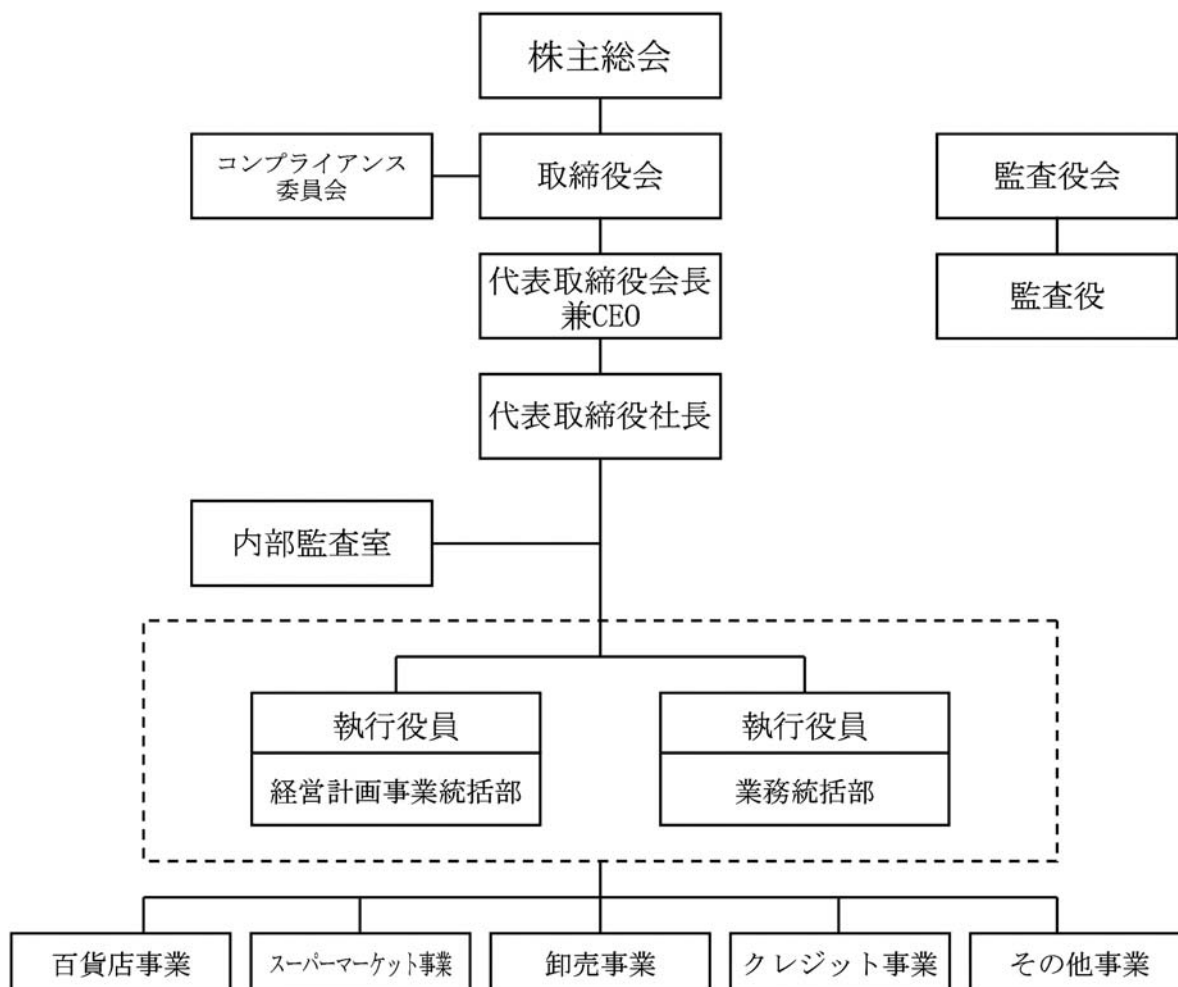 株主総会
コンプライアンス
委員会
取締役会
監査役会
代表取締役会長
兼CEO
監査役
代表取締役社長
内部監査室
執行役員
経営計画事業統括部
執行役員
業務統括部
百貨店事業
スーパーマーケット事業
卸売事業
クレジット事業
その他事業